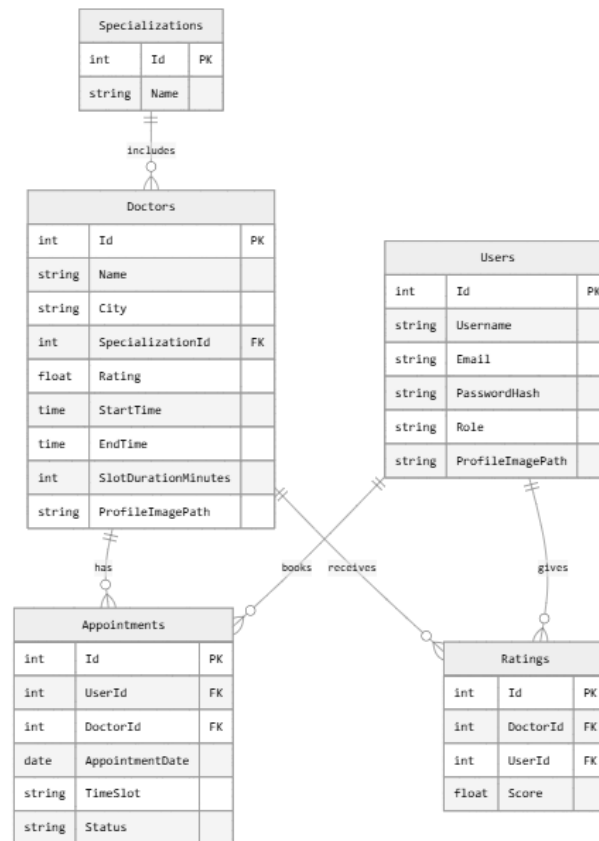 Specializations
int Id PK
string Name
includes
Doctors
int Id PK
string Name
string City
int SpecializationId FK
float Rating
time StartTime
time EndTime
int SlotDurationMinutes
string ProfileImagePath
Users
int Id PK
string Username
string Email
string PasswordHash
string Role
string ProfileImagePath
has
books
receives
gives
Appointments
int Id PK
int UserId FK
int DoctorId FK
date AppointmentDate
string TimeSlot
string Status
Ratings
int Id PK
int DoctorId FK
int UserId FK
float Score